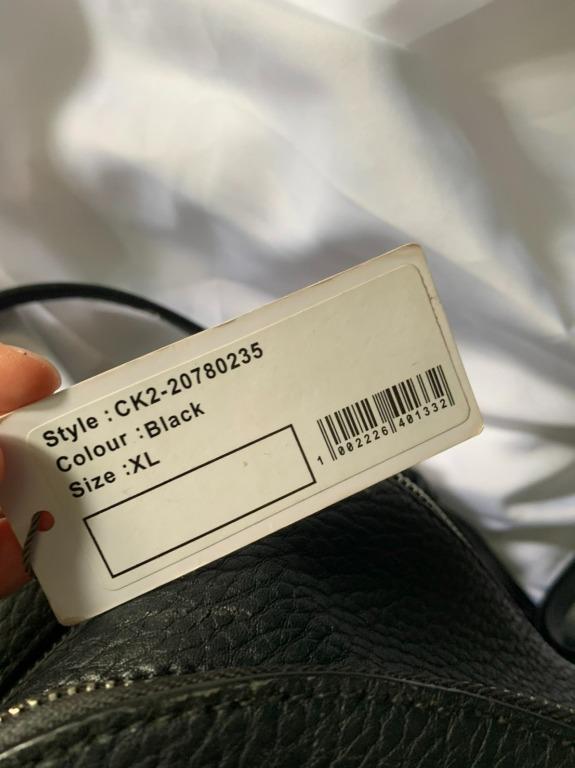 Style : CK2-20780235
Colour :Black
Size :XL
1 002226 401332